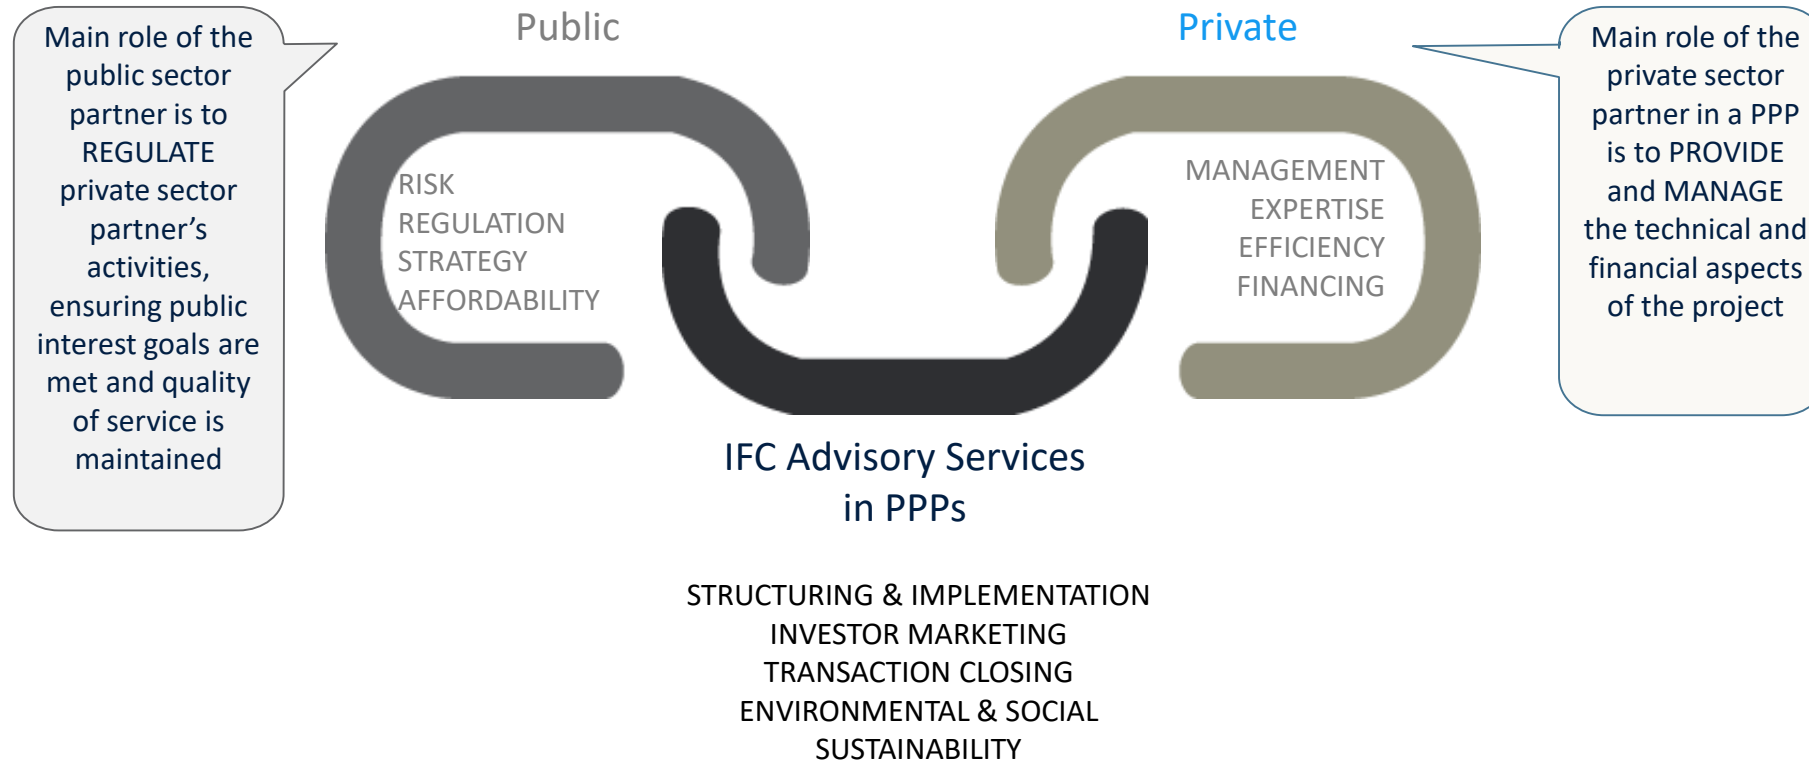 Public
Private
Main role of the
public sector
partner is to
REGULATE
private sector
partner’s
activities,
ensuring public
interest goals are
met and quality
of service is
maintained
RISK
REGULATION
STRATEGY
AFFORDABILITY
MANAGEMENT
EXPERTISE
EFFICIENCY
FINANCING
Main role of the
private sector
partner in a PPP
is to PROVIDE
and MANAGE
the technical and
financial aspects
of the project
IFC Advisory Services
in PPPs
STRUCTURING & IMPLEMENTATION
INVESTOR MARKETING
TRANSACTION CLOSING
ENVIRONMENTAL & SOCIAL
SUSTAINABILITY